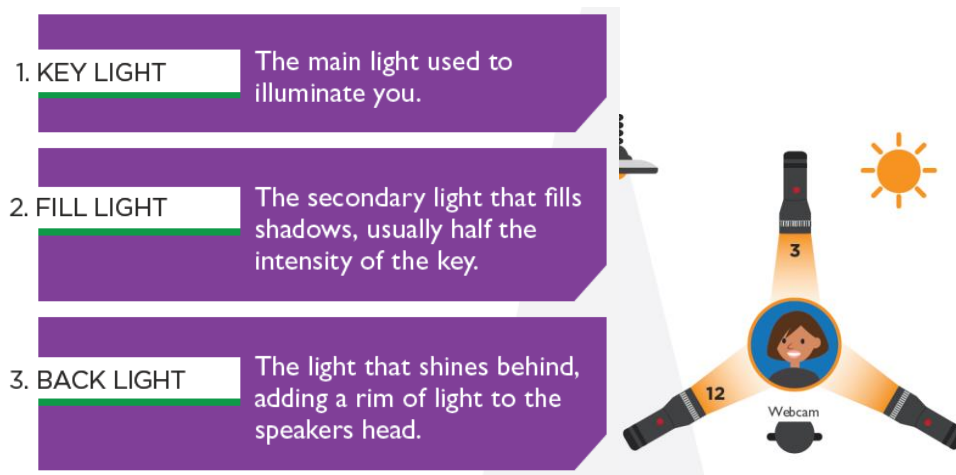 1. KEY LIGHT
The main light used to
illuminate you.
2. FILL LIGHT
The secondary light that fills
shadows, usually half the
intensity of the key.
3. BACK LIGHT
The light that shines behind,
adding a rim of light to the
speakers head.
3
12
Webcam